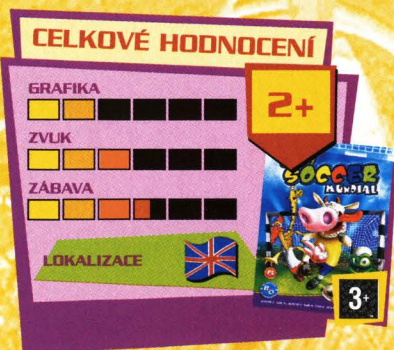 CELKOVÉ HODNOCENÍ
GRAFIKA
2+
ZVUK
SOCCER
MUNDIAL
ZÁBAVA
LOKALIZACE
3+